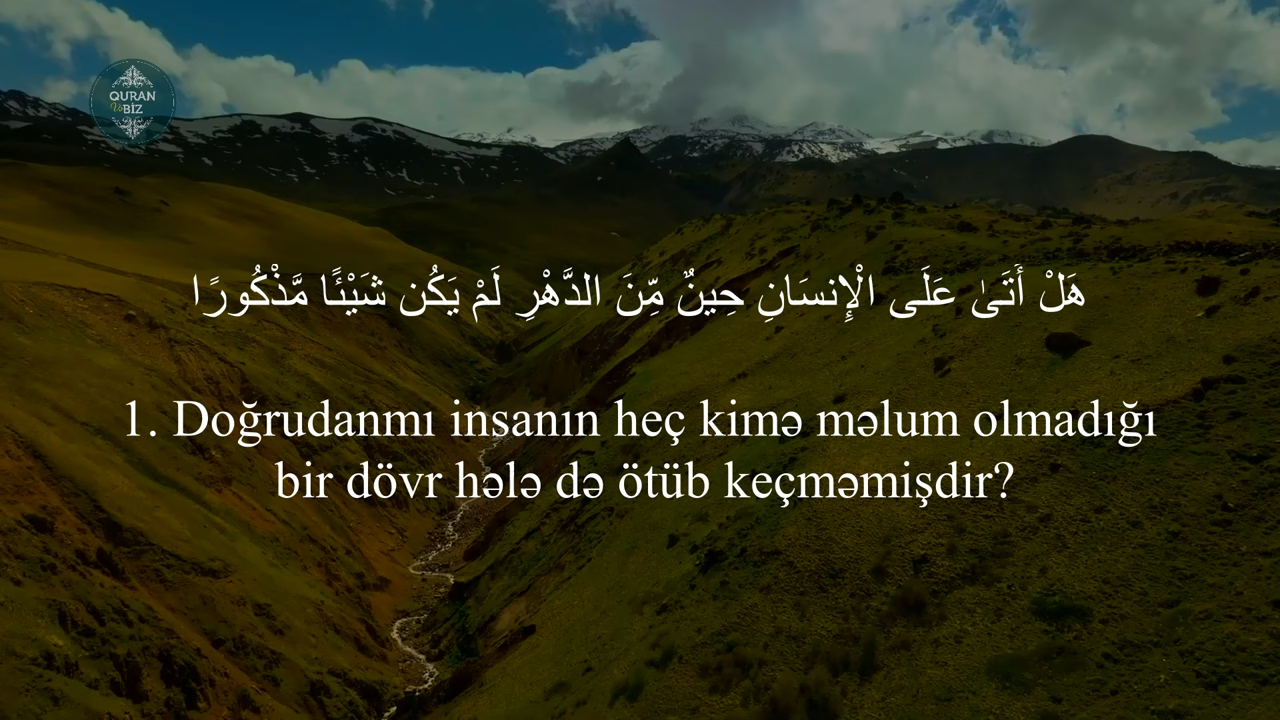 QURAN
Və BİZ
هَلْ أَتَىٰ عَلَى الْإِنسَانِ حِينٌ مِّنَ الدَّهْرِ لَمْ يَكُن شَيْئًا مَّذْكُورًا
1. Doğrudanmı insanın heç kimə məlum olmadığı
bir dövr hələ də ötüb keçməmişdir?